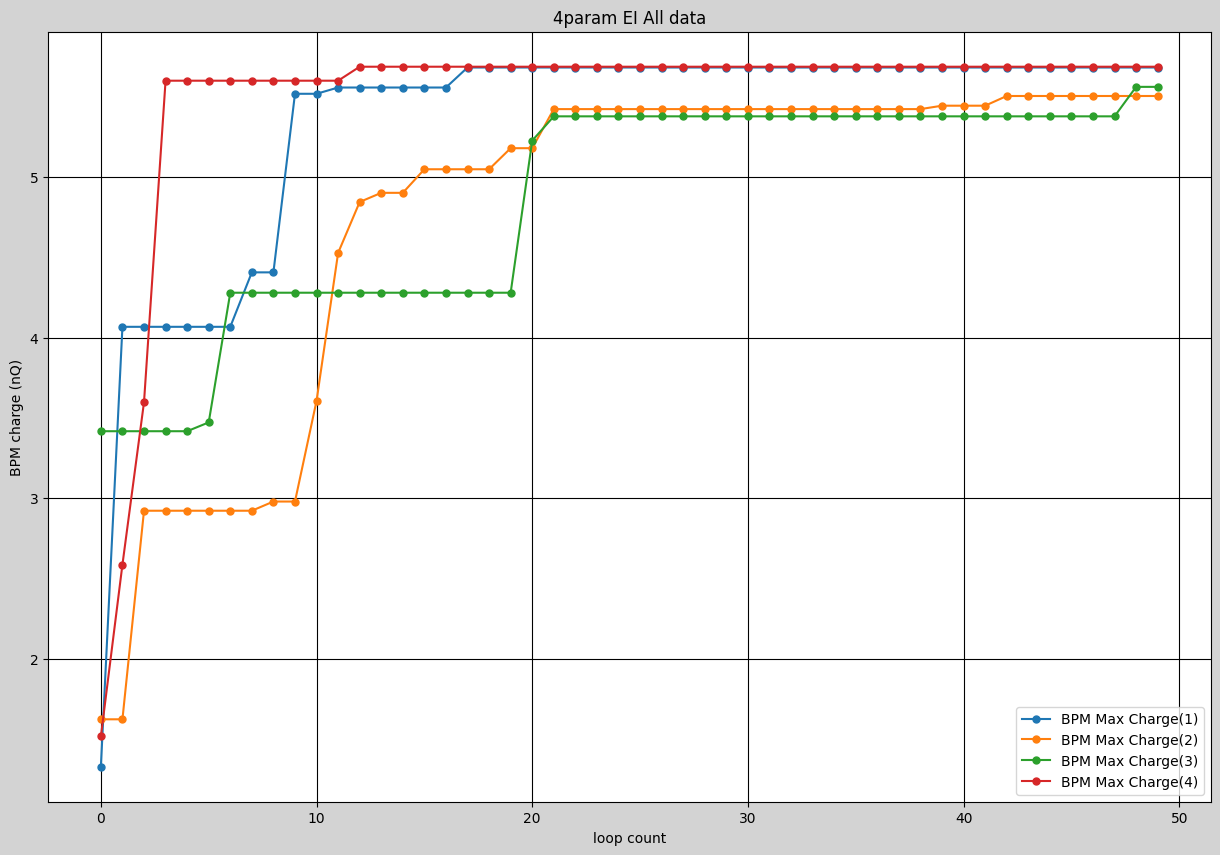 4param EI All data
BPM charge (nQ)
5
4
3
2
0 10 20 30 40 50
loop count
BPM Max Charge(1)
BPM Max Charge(2)
BPM Max Charge(3)
BPM Max Charge(4)